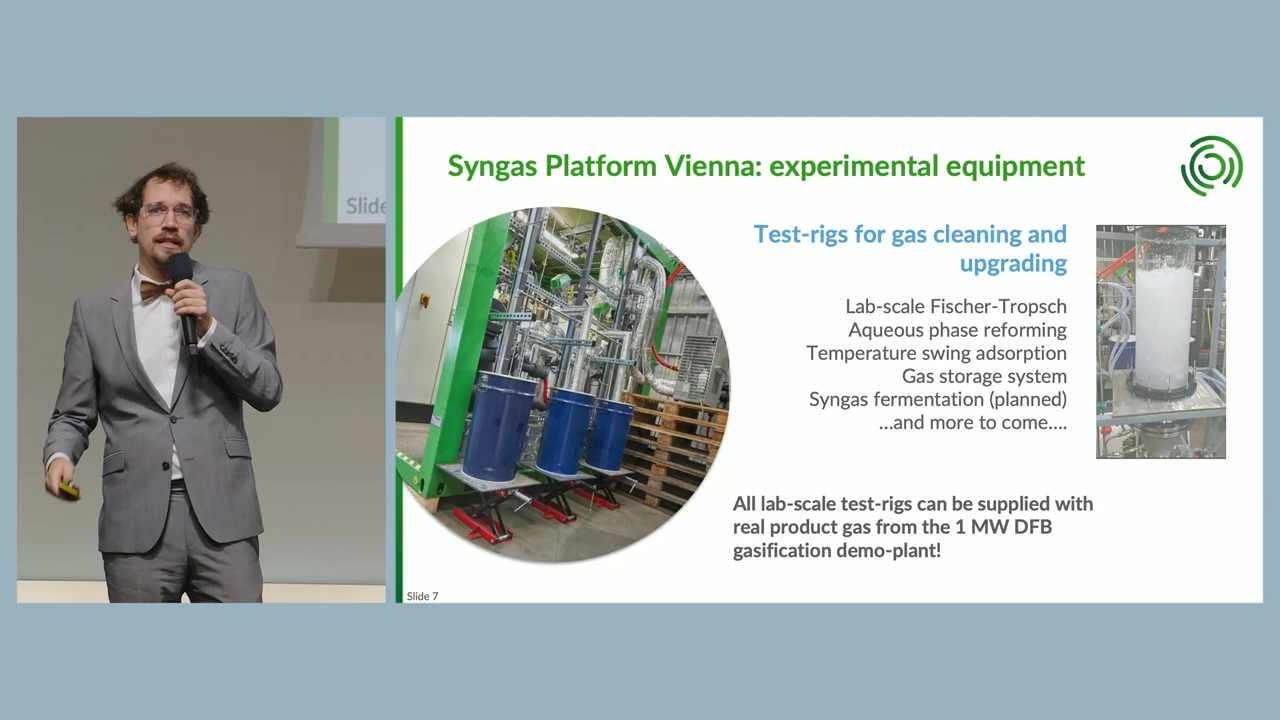 Slide
Syngas Platform Vienna: experimental equipment
Test-rigs for gas cleaning and
upgrading
Lab-scale Fischer-Tropsch
Aqueous phase reforming
Temperature swing adsorption
Gas storage system
Syngas fermentation (planned)
...and more to come....
All lab-scale test-rigs can be supplied with
real product gas from the 1 MW DFB
gasification demo-plant!
Slide 7